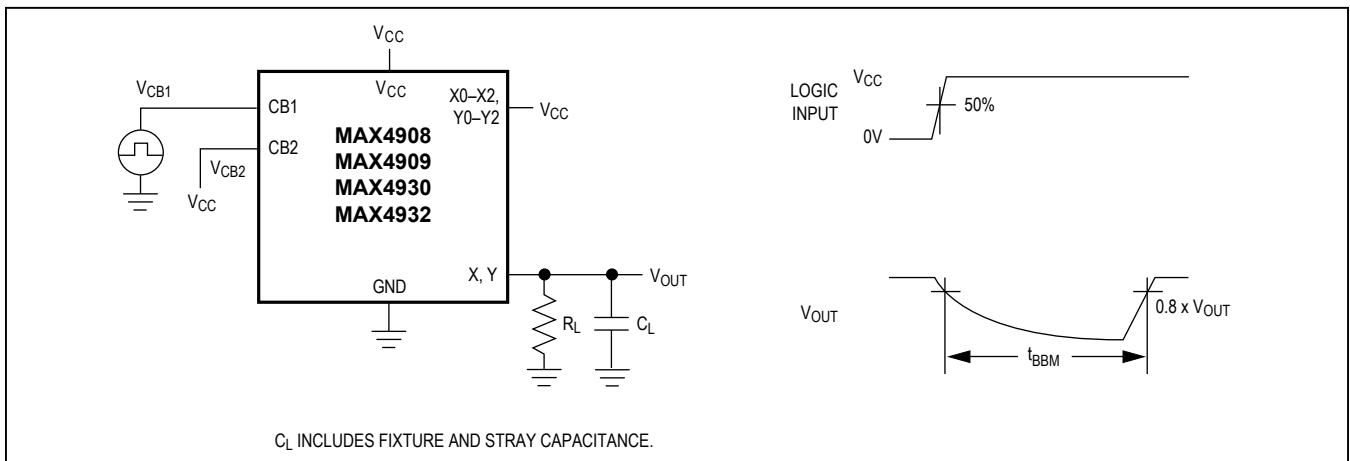 VCC
VCB1
VCC
CB1
X0–X2,
Y0–Y2
VCC
CB2
VCB2
VCC
MAX4908
MAX4909
MAX4930
MAX4932
X, Y
VOUT
GND
RL
CL
CL INCLUDES FIXTURE AND STRAY CAPACITANCE.
LOGIC
INPUT
VCC
50%
0V
VOUT
0.8 x VOUT
tBBM